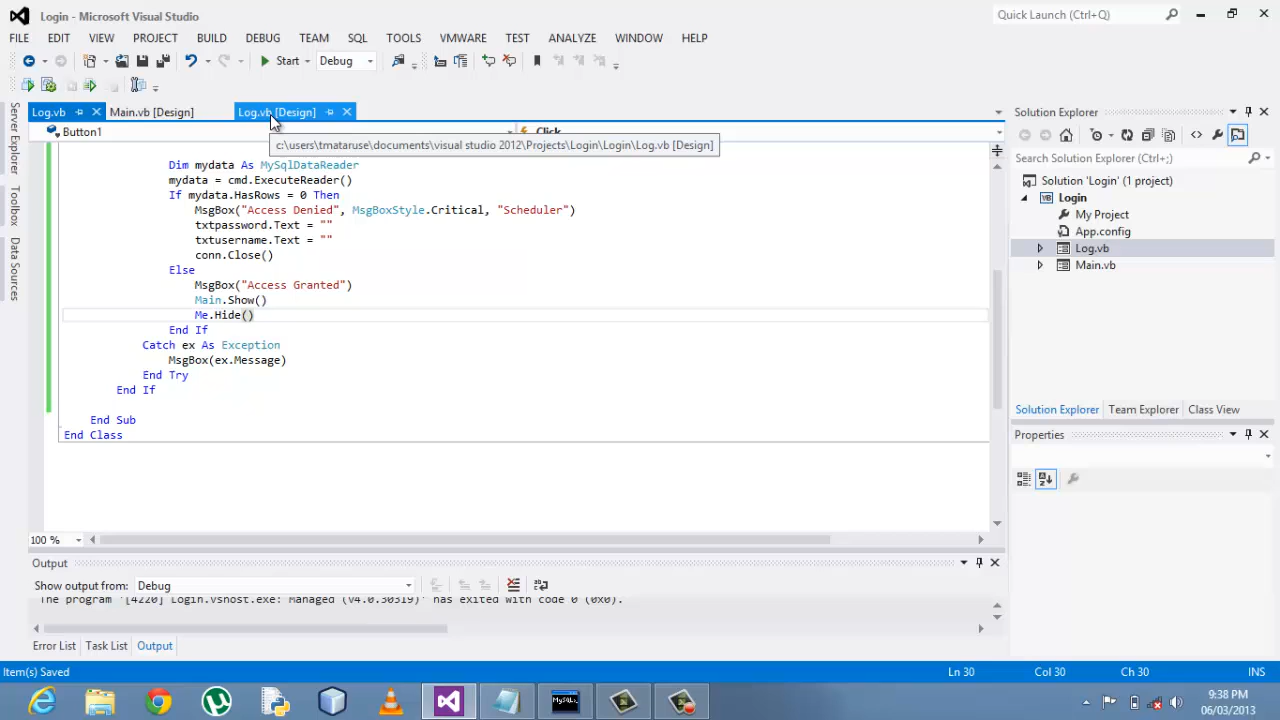 Login - Microsoft Visual Studio
Quick Launch (Ctrl+Q)
FILE EDIT VIEW PROJECT BUILD DEBUG TEAM SQL TOOLS VMWARE TEST ANALYZE WINDOW HELP
Start Debug
Log.vb Main.vb [Design] Log.vb [Design]
Button1 Click
c:\users\tmataruse\documents\visual studio 2012\Projects\Login\Login\Log.vb [Design]
Dim mydata As MySqlDataReader
mydata = cmd.ExecuteReader()
If mydata.HasRows = 0 Then
MsgBox("Access Denied", MsgBoxStyle.Critical, "Scheduler")
txtpassword.Text = ""
txtusername.Text = ""
conn.Close()
Else
MsgBox("Access Granted")
Main.Show()
Me.Hide()
End If
Catch ex As Exception
MsgBox(ex.Message)
End Try
End If
End Sub
End Class
100 %
Server Explorer
Toolbox
Data Sources
Solution Explorer
Search Solution Explorer (Ctrl+;)
Solution 'Login' (1 project)
Login
My Project
App.config
Log.vb
Main.vb
Solution Explorer Team Explorer Class View
Properties
Output
Show output from: Debug
The program '[4220] Login.vshost.exe: Managed (v4.0.30319)' has exited with code 0 (0x0).
Error List Task List Output
Item(s) Saved Ln 30 Col 30 Ch 30 INS
MySQL
9:38 PM
06/03/2013